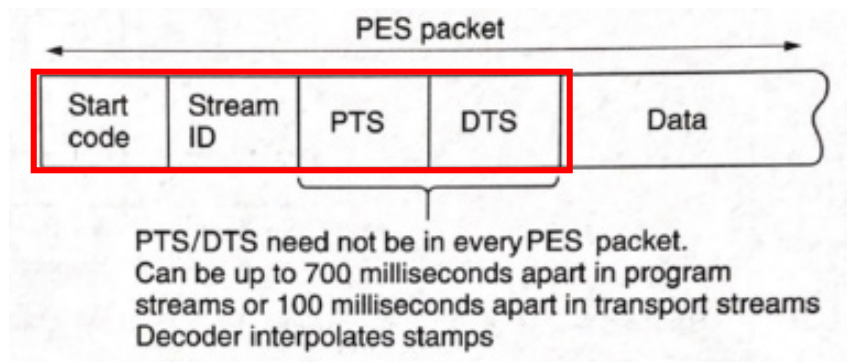 PES packet
Start code
Stream ID
PTS
DTS
Data
PTS/DTS need not be in every PES packet.
Can be up to 700 milliseconds apart in program
streams or 100 milliseconds apart in transport streams
Decoder interpolates stamps